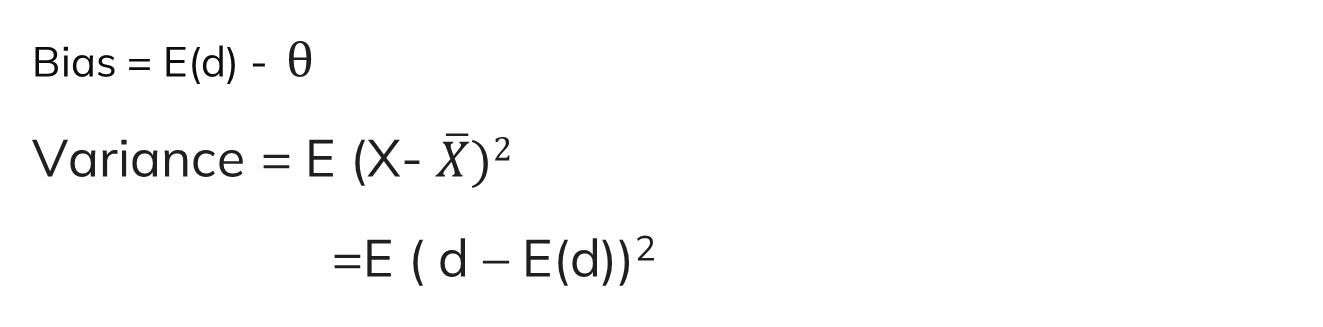 Bias = E(d) - θ
Variance = E (X- X̄)²
=E ( d – E(d))²